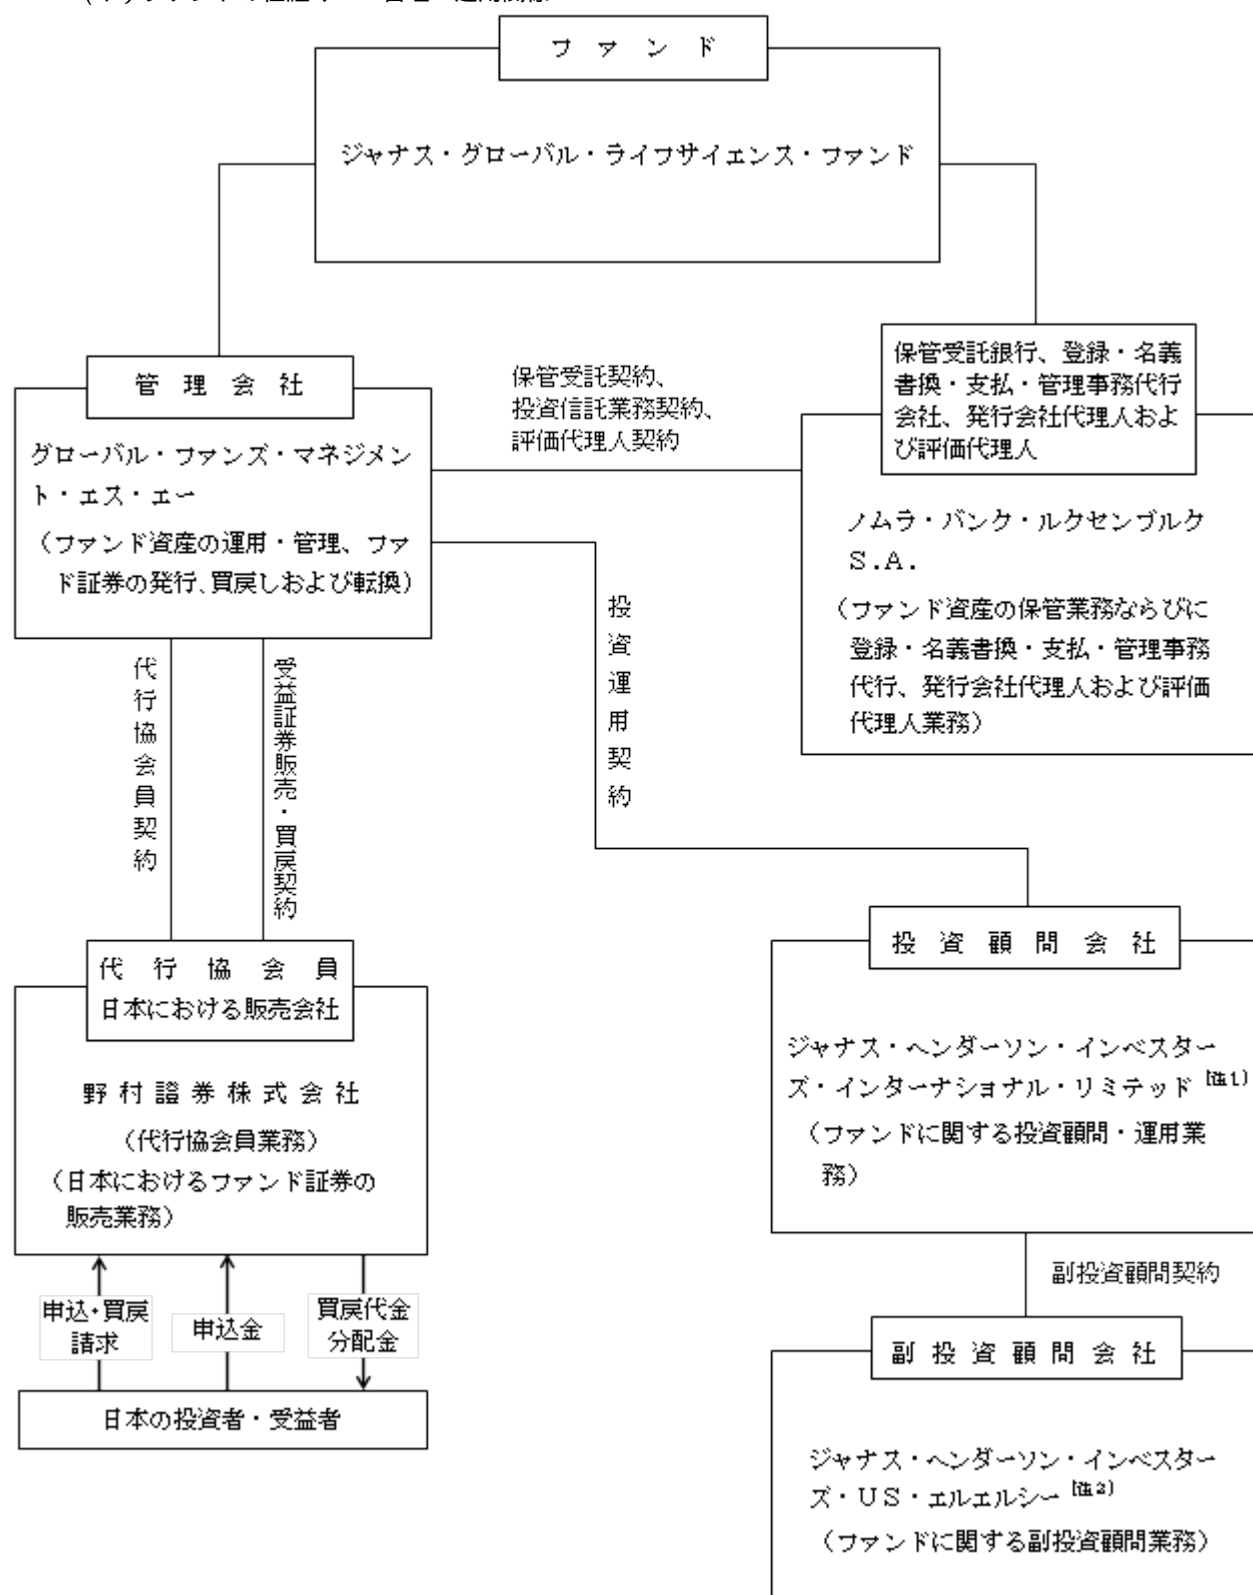 ファンド
ジャナス・グローバル・ライフサイエンス・ファンド
管理会社
グローバル・ファンズ・マネジメン
ト・エス・エー
（ファンド資産の運用・管理、ファ
ド証券の発行、買戻しおよび転換）
保管受託契約、
投資信託業務契約、
評価代理人契約
保管受託銀行、登録・名義
書換・支払・管理事務代行
会社、発行会社代理人およ
び評価代理人
ノムラ・バンク・ルクセンブルク
Ｓ.Ａ.
（ファンド資産の保管業務ならびに
登録・名義書換・支払・管理事務
代行、発行会社代理人および評価
代理人業務）
代行協会員契約
受益証券販売・買戻契約
投資運用契約
代行協会員
日本における販売会社
野村證券株式会社
（代行協会員業務）
（日本におけるファンド証券の
販売業務）
申込・買戻
請求
申込金
買戻代金
分配金
日本の投資者・受益者
投資顧問会社
ジャナス・ヘンダーソン・インベスター
ズ・インターナショナル・リミテッド［注1］
（ファンドに関する投資顧問・運用業
務）
副投資顧問契約
副投資顧問会社
ジャナス・ヘンダーソン・インベスター
ズ・ＵＳ・エルエルシー［注2］
（ファンドに関する副投資顧問業務）